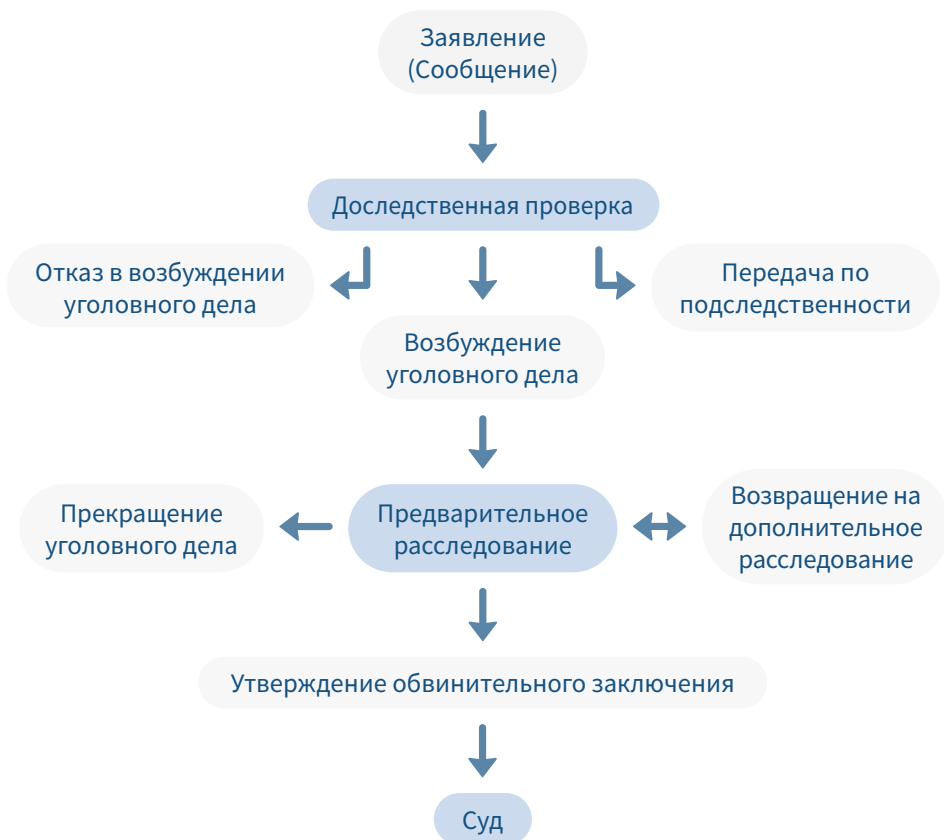 Заявление
(Сообщение)
Доследственная проверка
Отказ в возбуждении
уголовного дела
Передача по
подследственности
Возбуждение
уголовного дела
Прекращение
уголовного дела
Предварительное
расследование
Возвращение на
дополнительное
расследование
Утверждение обвинительного заключения
Суд